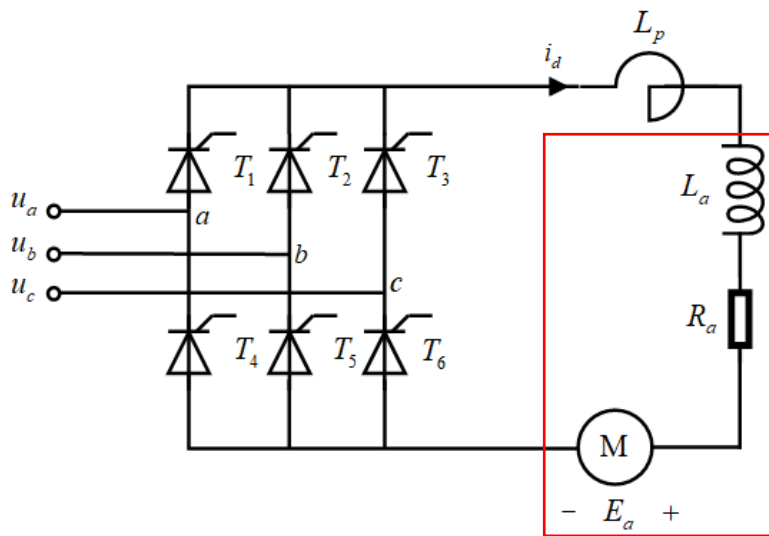 L_p
i_d
T_1 T_2 T_3
L_a
u_a a
u_b b
u_c c
R_a
T_4 T_5 T_6
M
- E_a +